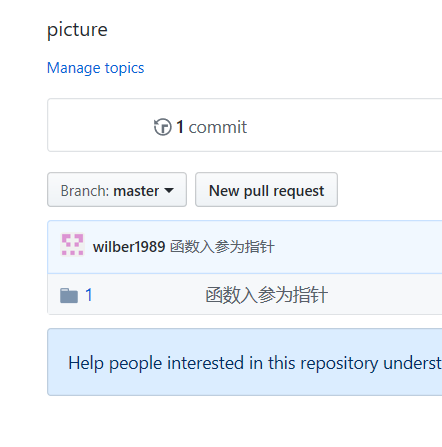 picture
Manage topics
1 commit
Branch: master
New pull request
wilber1989 函数入参为指针
1 函数入参为指针
Help people interested in this repository underst